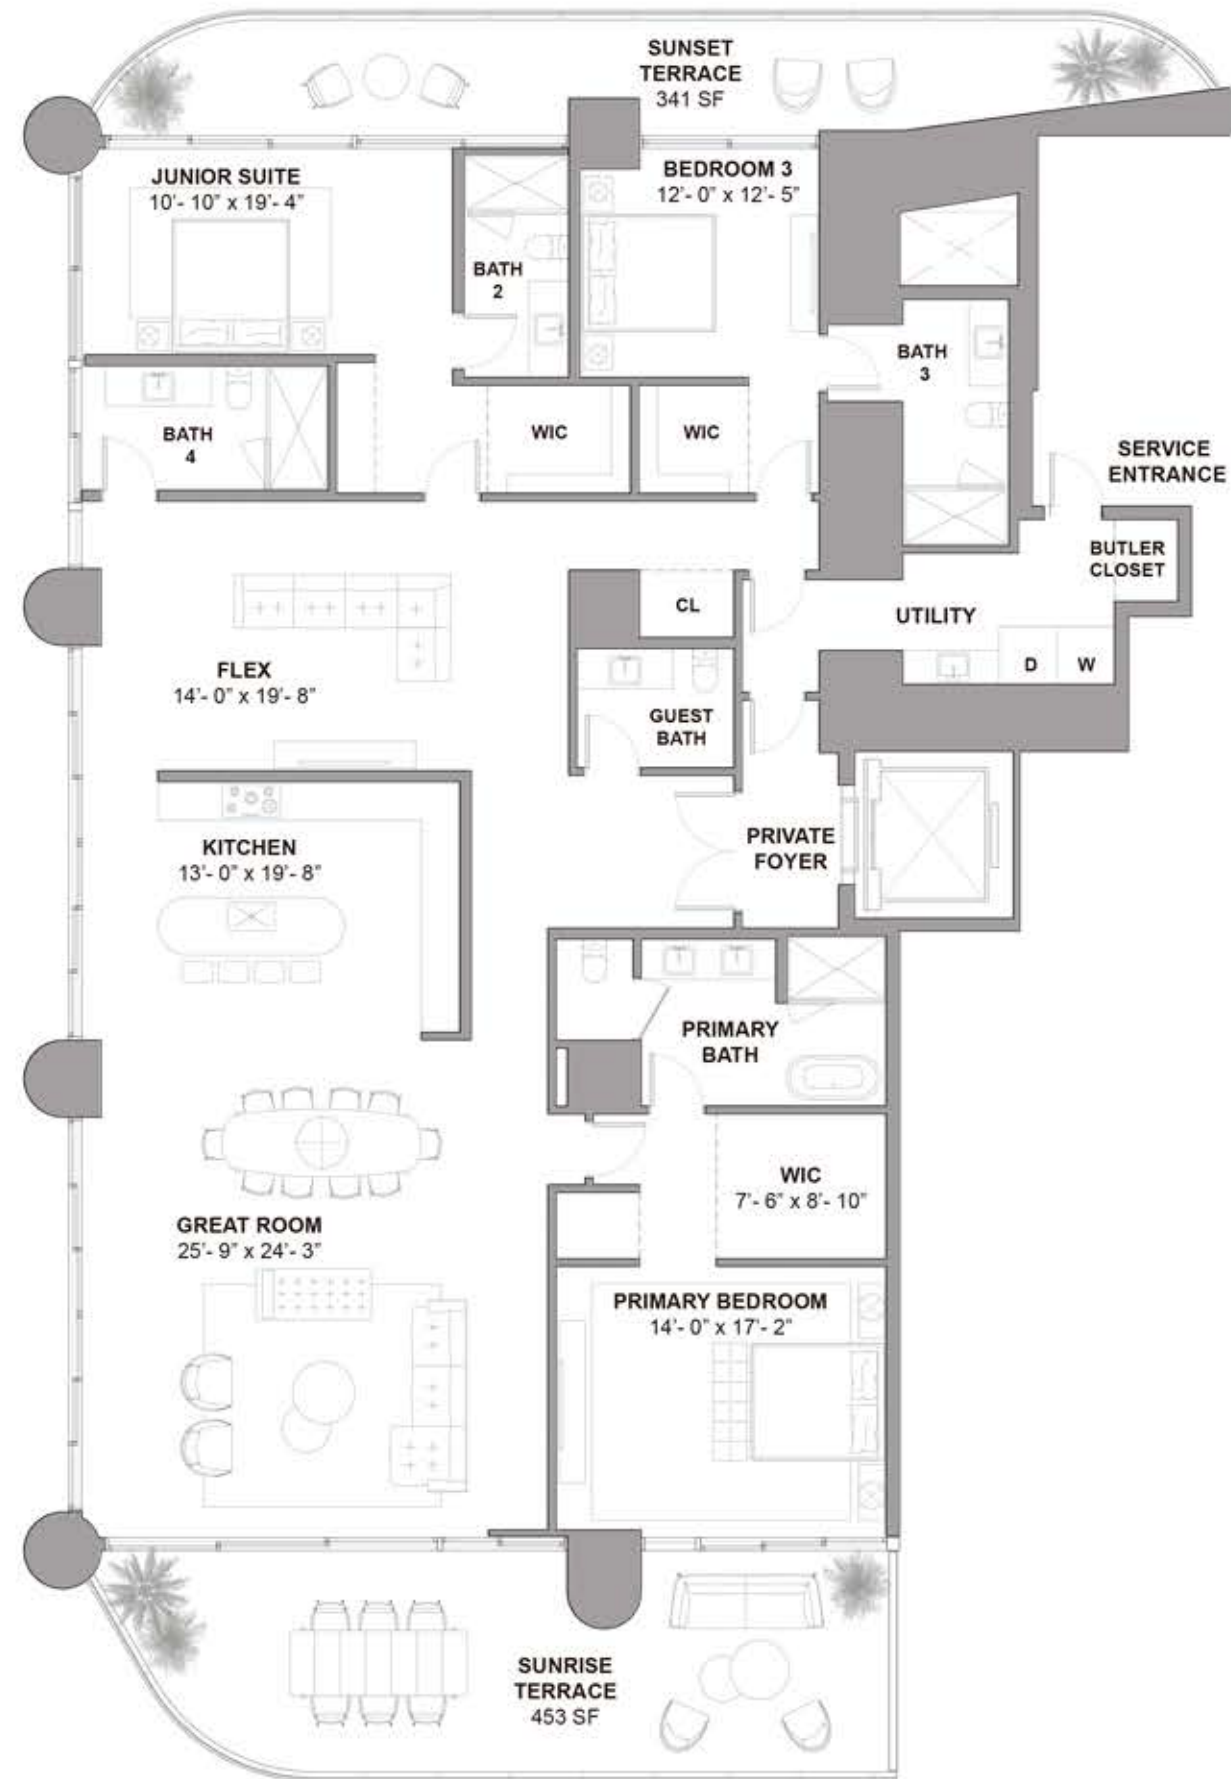 SUNSET
TERRACE
341 SF
JUNIOR SUITE
10'- 10" x 19'- 4"
BEDROOM 3
12'- 0" x 12'- 5"
BATH
2
BATH
3
BATH
4
WIC
WIC
SERVICE
ENTRANCE
BUTLER
CLOSET
CL
UTILITY
D
W
FLEX
14'- 0" x 19'- 8"
GUEST
BATH
KITCHEN
13'- 0" x 19'- 8"
PRIVATE
FOYER
PRIMARY
BATH
WIC
7'- 6" x 8'- 10"
GREAT ROOM
25'- 9" x 24'- 3"
PRIMARY BEDROOM
14'- 0" x 17'- 2"
SUNRISE
TERRACE
453 SF